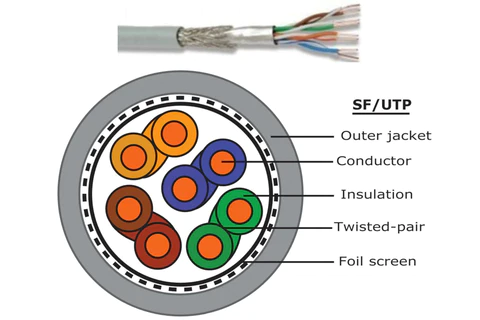 SF/UTP
Outer jacket
Conductor
Insulation
Twisted-pair
Foil screen